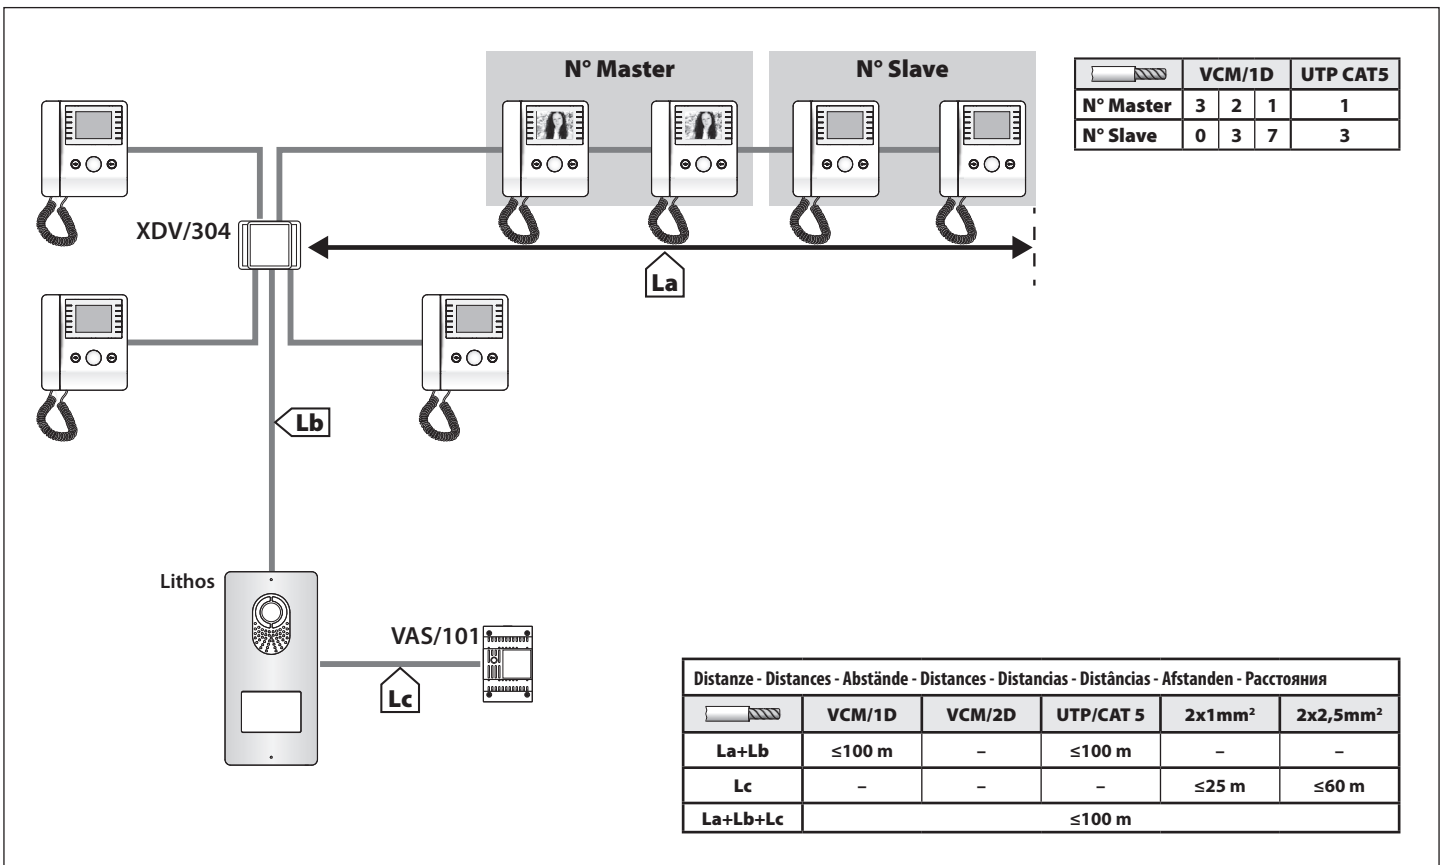 N° Master
N° Slave
VCM/1D UTP CAT5
N° Master 3 2 1 1
N° Slave 0 3 7 3
XDV/304
La
Lb
Lithos
VAS/101
Lc
Distanze - Distances - Abstände - Distances - Distancias - Distâncias - Afstanden - Расстояния
VCM/1D VCM/2D UTP/CAT 5 2x1mm² 2x2,5mm²
La+Lb ≤100 m – ≤100 m – –
Lc – – – ≤25 m ≤60 m
La+Lb+Lc ≤100 m